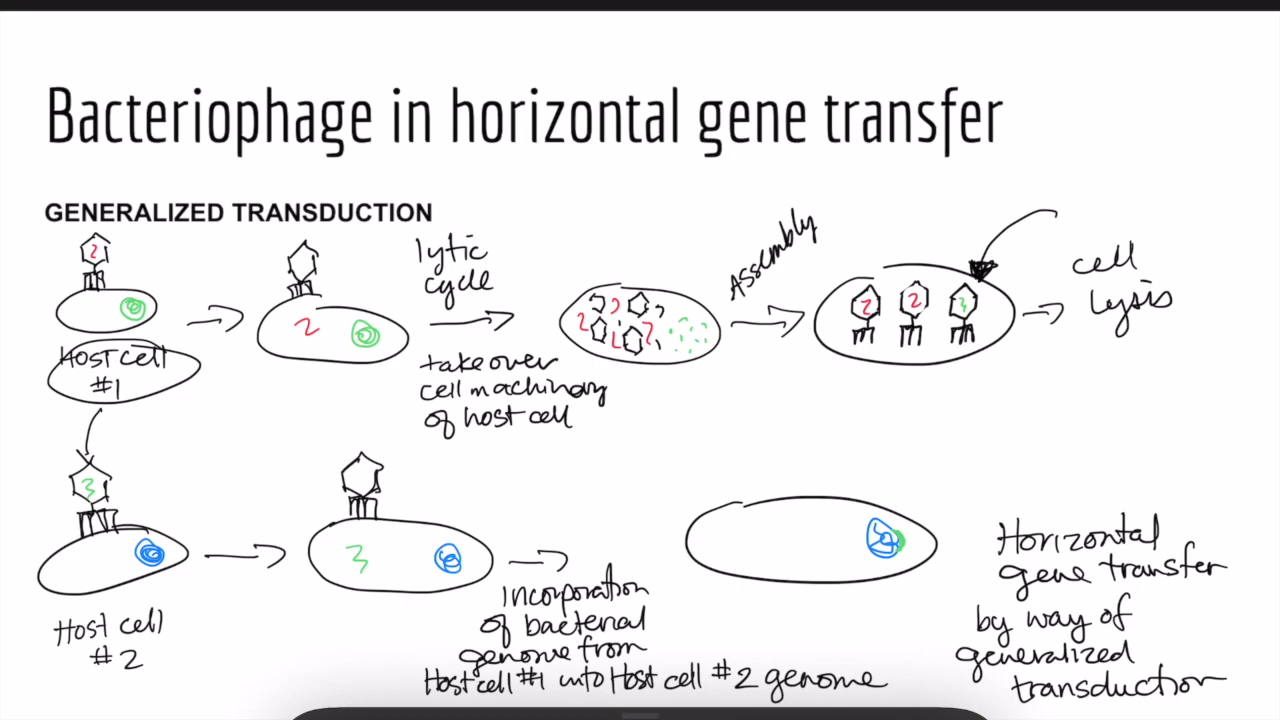 Bacteriophage in horizontal gene transfer
GENERALIZED TRANSDUCTION
lytic
cycle
take over
cell machinery
of host cell
Assembly
cell
lysis
Host cell
#1
Host cell
#2
incorporation
of bacterial
genome from
Host cell #1 into Host cell #2 genome
Horizontal
gene transfer
by way of
generalized
transduction